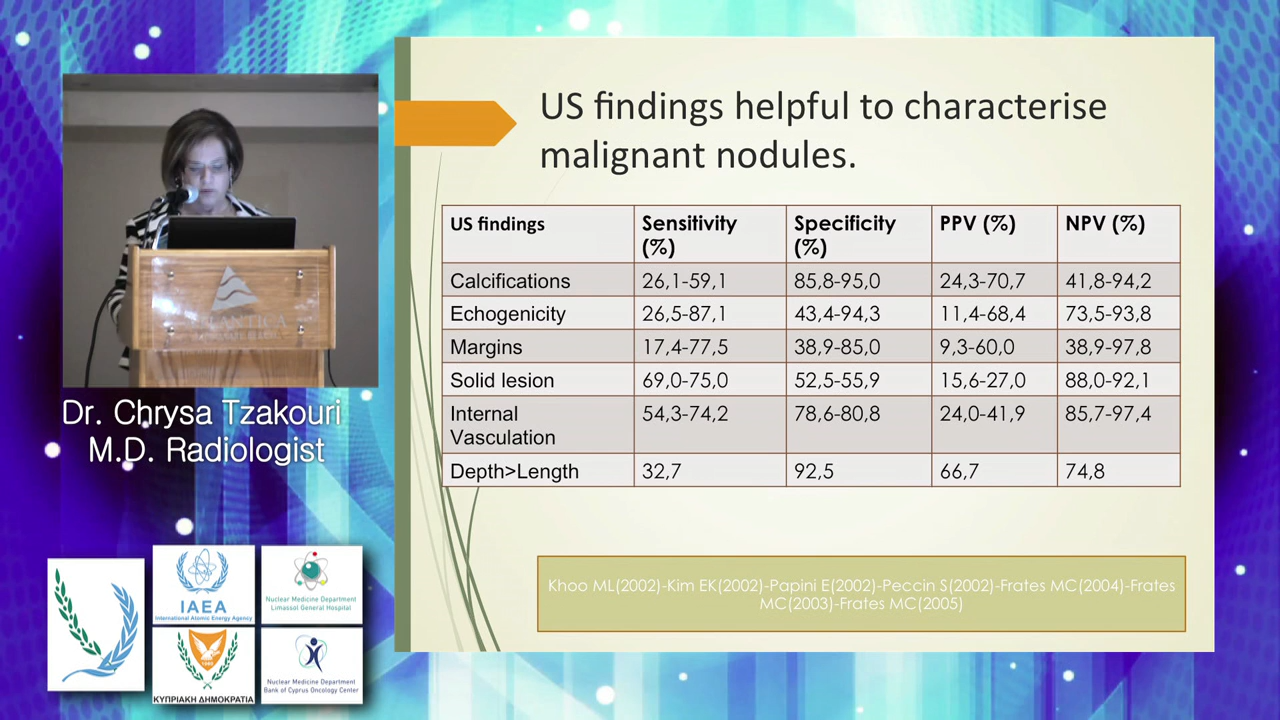 US findings helpful to characterise
malignant nodules.
US findings Sensitivity (%) Specificity (%) PPV (%) NPV (%)
Calcifications 26,1-59,1 85,8-95,0 24,3-70,7 41,8-94,2
Echogenicity 26,5-87,1 43,4-94,3 11,4-68,4 73,5-93,8
Margins 17,4-77,5 38,9-85,0 9,3-60,0 38,9-97,8
Solid lesion 69,0-75,0 52,5-55,9 15,6-27,0 88,0-92,1
Internal Vasculation 54,3-74,2 78,6-80,8 24,0-41,9 85,7-97,4
Depth>Length 32,7 92,5 66,7 74,8
Khoo ML(2002)-Kim EK(2002)-Papini E(2002)-Peccin S(2002)-Frates MC(2004)-Frates
MC(2003)-Frates MC(2005)
Dr. Chrysa Tzakouri
M.D. Radiologist
IAEA
International Atomic Energy Agency
Nuclear Medicine Department
Limassol General Hospital
ΚΥΠΡΙΑΚΗ ΔΗΜΟΚΡΑΤΙΑ
Nuclear Medicine Department
Bank of Cyprus Oncology Center